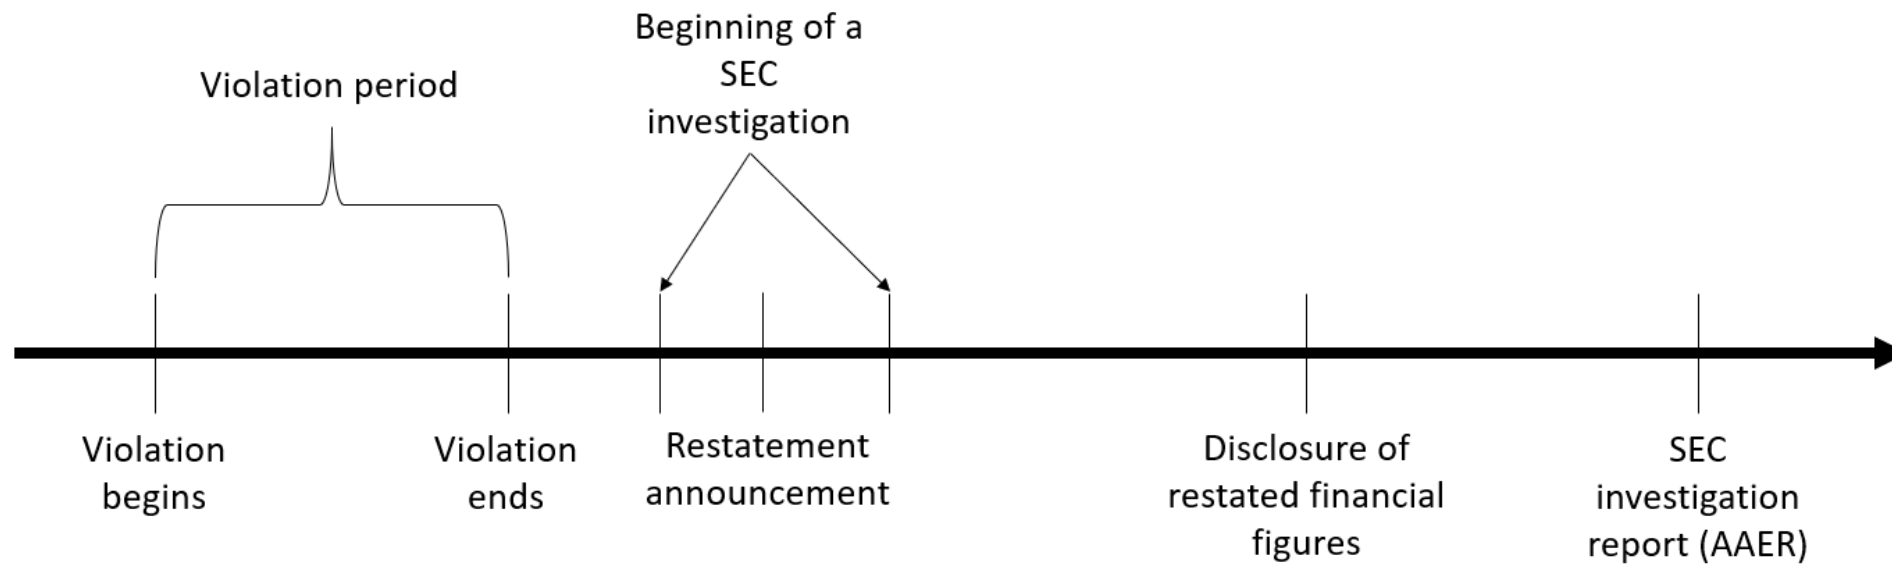 Beginning of a
SEC
investigation
Violation period
Violation
begins
Violation
ends
Restatement
announcement
Disclosure of
restated financial
figures
SEC
investigation
report (AAER)